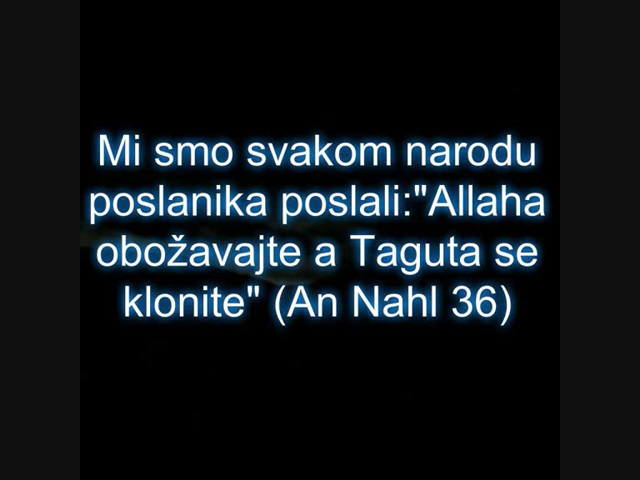 Mi smo svakom narodu
poslanika poslali:"Allaha
obožavajte a Taguta se
klonite" (An Nahl 36)